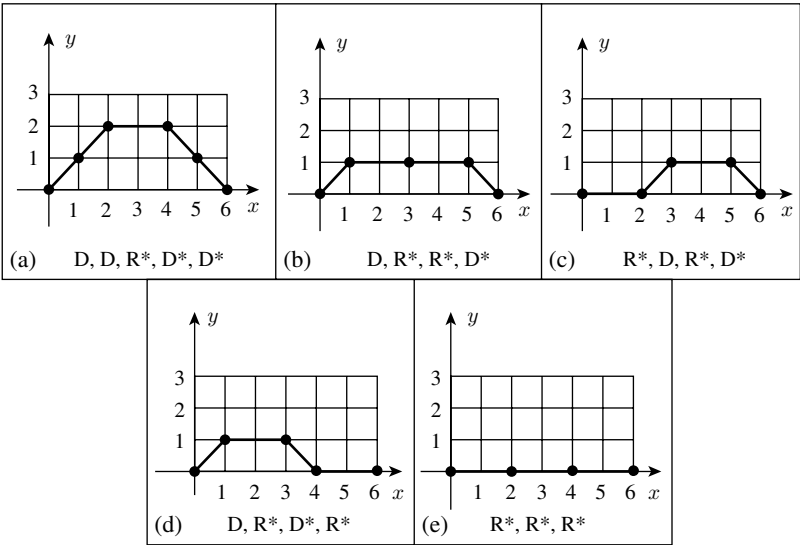 y
3
2
1
1 2 3 4 5 6 x
(a) D, D, R*, D*, D*
y
3
2
1
1 2 3 4 5 6 x
(b) D, R*, R*, D*
y
3
2
1
1 2 3 4 5 6 x
(c) R*, D, R*, D*
y
3
2
1
1 2 3 4 5 6 x
(d) D, R*, D*, R*
y
3
2
1
1 2 3 4 5 6 x
(e) R*, R*, R*